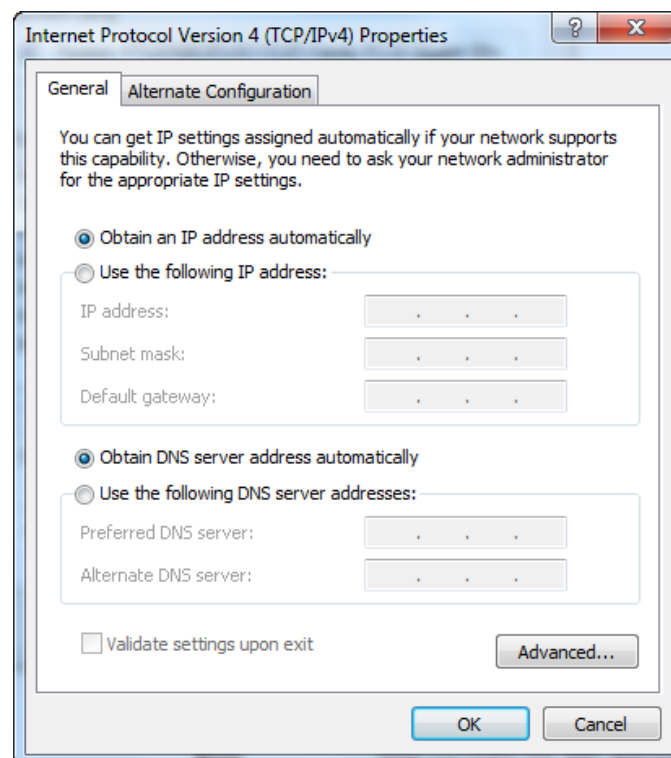 Internet Protocol Version 4 (TCP/IPv4) Properties
?
General
Alternate Configuration
You can get IP settings assigned automatically if your network supports
this capability. Otherwise, you need to ask your network administrator
for the appropriate IP settings.
Obtain an IP address automatically
Use the following IP address:
IP address:
Subnet mask:
Default gateway:
Obtain DNS server address automatically
Use the following DNS server addresses:
Preferred DNS server:
Alternate DNS server:
Validate settings upon exit
Advanced...
OK
Cancel